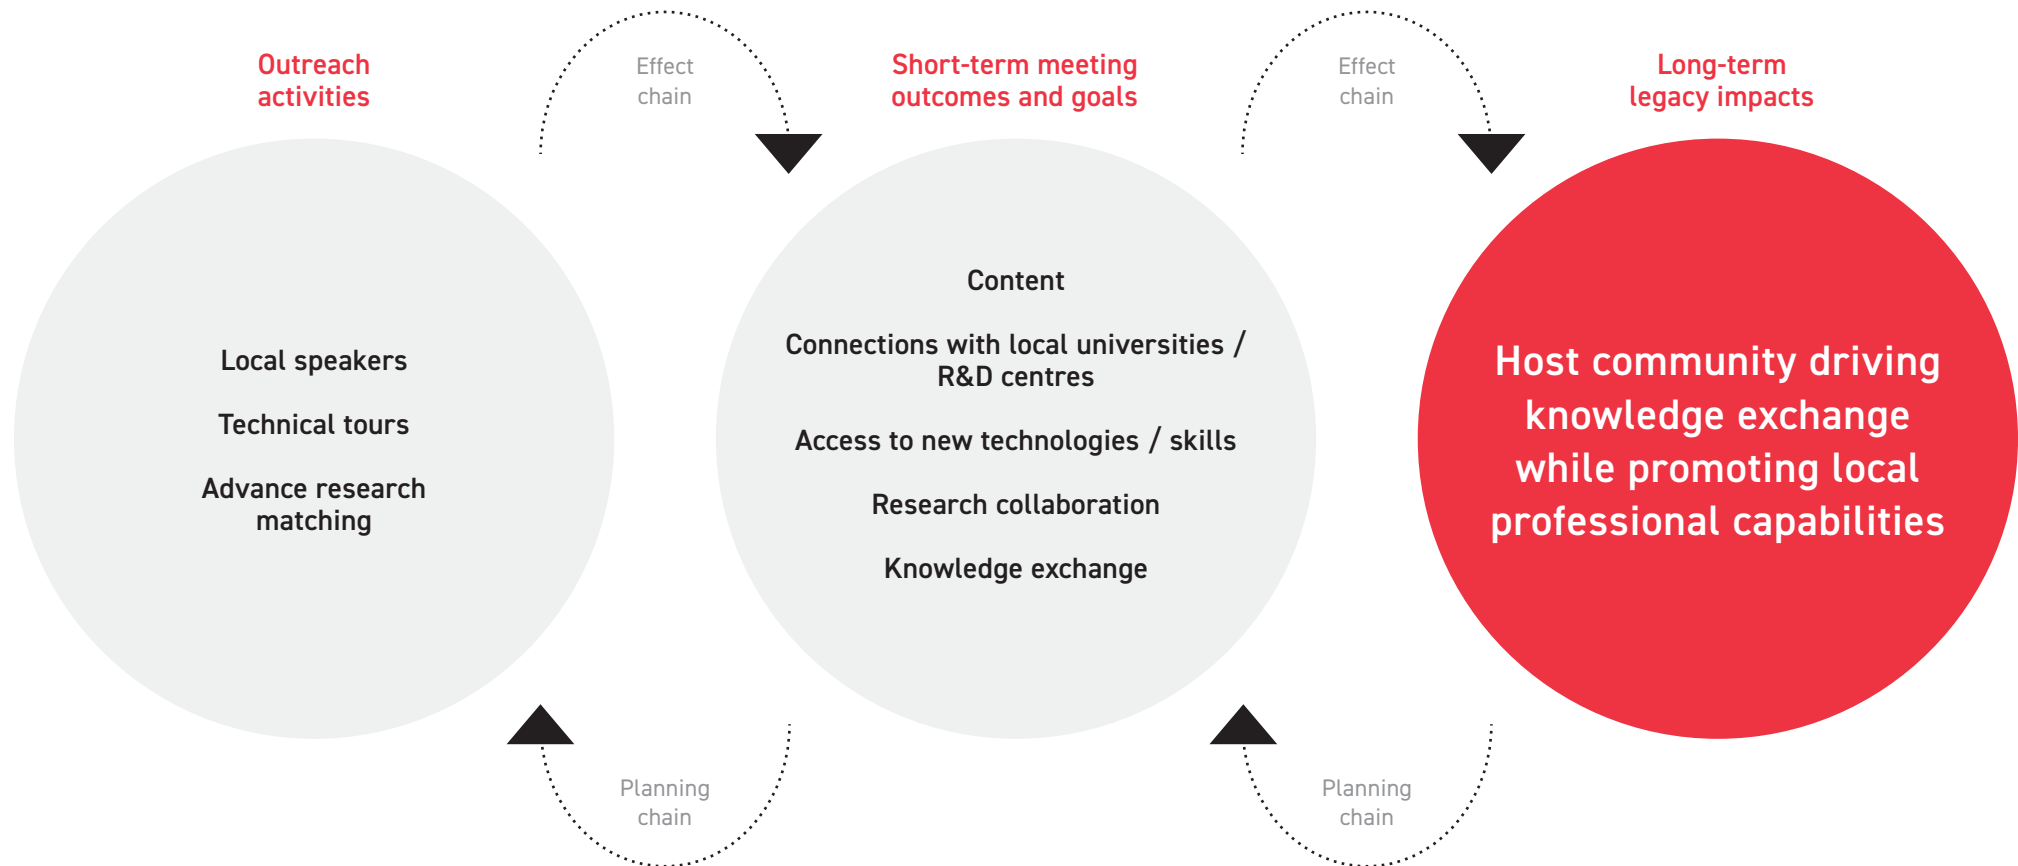 Outreach
activities
Effect
chain
Short-term meeting
outcomes and goals
Effect
chain
Long-term
legacy impacts
Local speakers
Technical tours
Advance research
matching
Content
Connections with local universities /
R&D centres
Access to new technologies / skills
Research collaboration
Knowledge exchange
Host community driving
knowledge exchange
while promoting local
professional capabilities
Planning
chain
Planning
chain